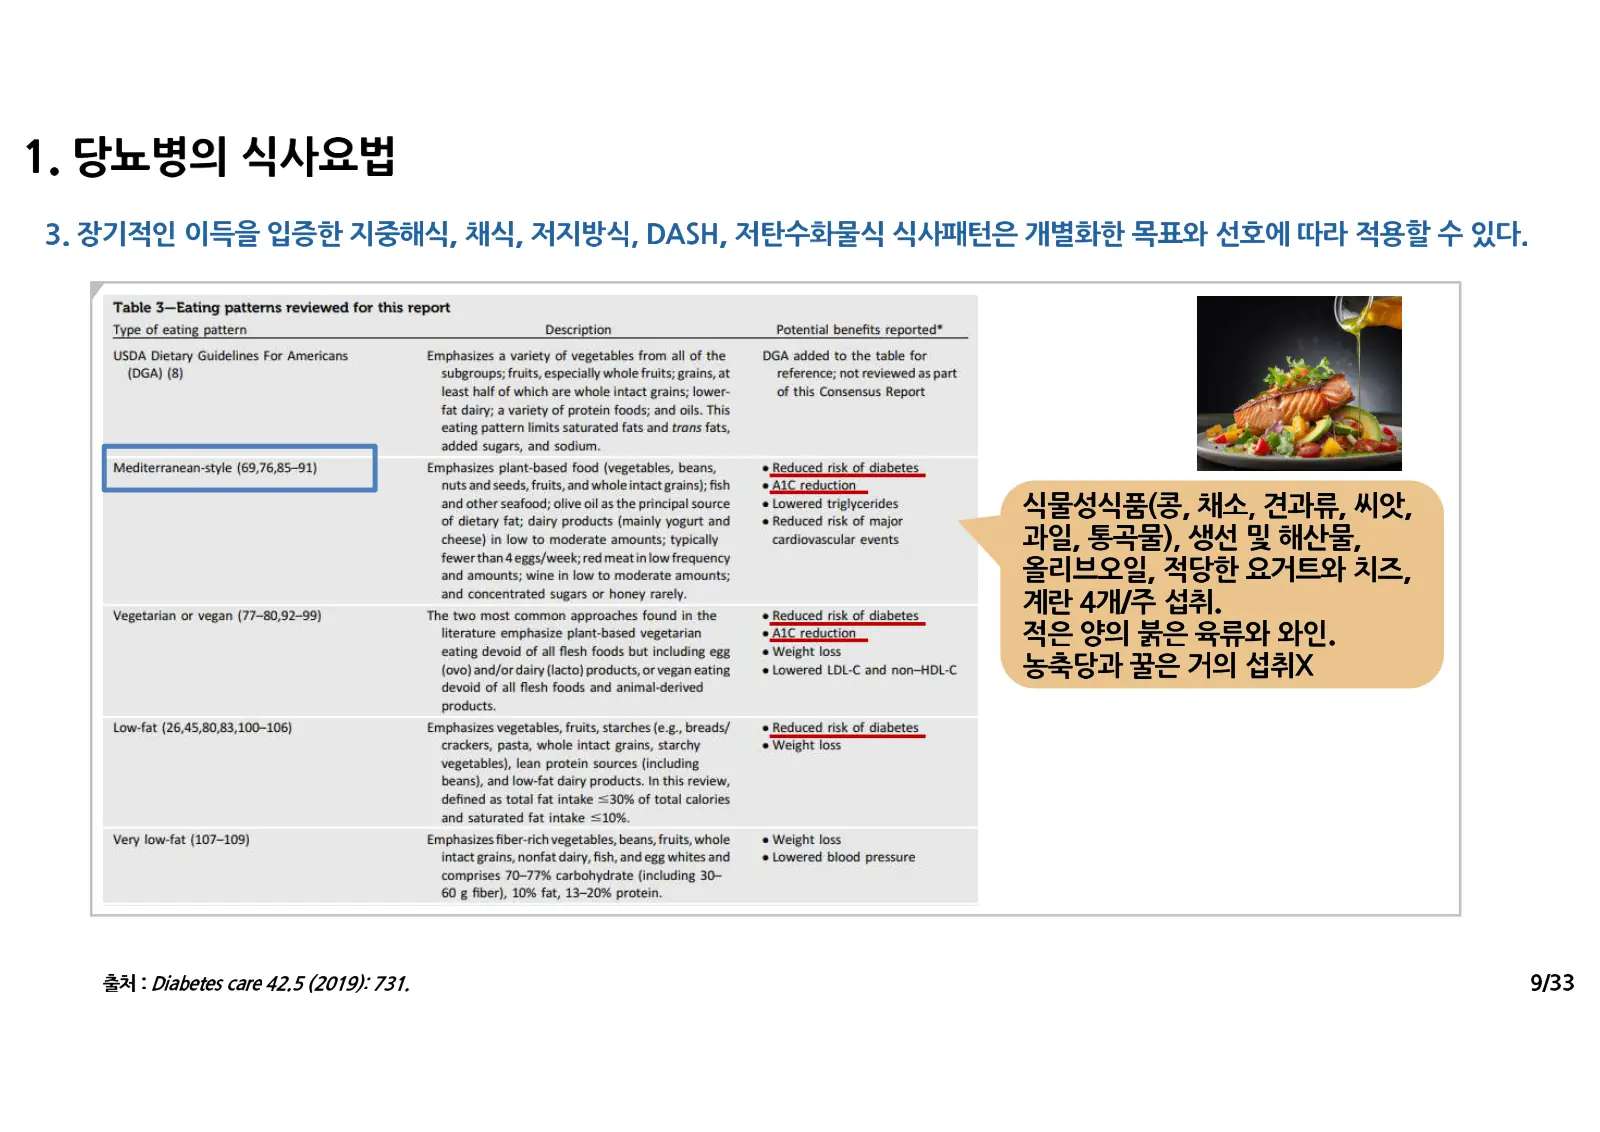 1. 당뇨병의 식사요법
3. 장기적인 이득을 입증한 지중해식, 채식, 저지방식, DASH, 저탄수화물식 식사패턴은 개별화한 목표와 선호에 따라 적용할 수 있다.
Table 3—Eating patterns reviewed for this report
Type of eating pattern Description Potential benefits reported*
USDA Dietary Guidelines For Americans
(DGA) (8)
Emphasizes a variety of vegetables from all of the
subgroups; fruits, especially whole fruits; grains, at
least half of which are whole intact grains; lower-
fat dairy; a variety of protein foods; and oils. This
eating pattern limits saturated fats and trans fats,
added sugars, and sodium.
DGA added to the table for
reference; not reviewed as part
of this Consensus Report
Mediterranean-style (69,76,85–91)
Emphasizes plant-based food (vegetables, beans,
nuts and seeds, fruits, and whole intact grains); fish
and other seafood; olive oil as the principal source
of dietary fat; dairy products (mainly yogurt and
cheese) in low to moderate amounts; typically
fewer than 4 eggs/week; red meat in low frequency
and amounts; wine in low to moderate amounts;
and concentrated sugars or honey rarely.
• Reduced risk of diabetes
• A1C reduction
• Lowered triglycerides
• Reduced risk of major
cardiovascular events
Vegetarian or vegan (77–80,92–99)
The two most common approaches found in the
literature emphasize plant-based vegetarian
eating devoid of all flesh foods but including egg
(ovo) and/or dairy (lacto) products, or vegan eating
devoid of all flesh foods and animal-derived
products.
• Reduced risk of diabetes
• A1C reduction
• Weight loss
• Lowered LDL-C and non–HDL-C
Low-fat (26,45,80,83,100–106)
Emphasizes vegetables, fruits, starches (e.g., breads/
crackers, pasta, whole intact grains, starchy
vegetables), lean protein sources (including
beans), and low-fat dairy products. In this review,
defined as total fat intake ≤30% of total calories
and saturated fat intake ≤10%.
• Reduced risk of diabetes
• Weight loss
Very low-fat (107–109)
Emphasizes fiber-rich vegetables, beans, fruits, whole
intact grains, nonfat dairy, fish, and egg whites and
comprises 70–77% carbohydrate (including 30–
60 g fiber), 10% fat, 13–20% protein.
• Weight loss
• Lowered blood pressure
식물성식품(콩, 채소, 견과류, 씨앗,
과일, 통곡물), 생선 및 해산물,
올리브오일, 적당한 요거트와 치즈,
계란 4개/주 섭취.
적은 양의 붉은 육류와 와인.
농축당과 꿀은 거의 섭취X
출처 : Diabetes care 42.5 (2019): 731.
9/33